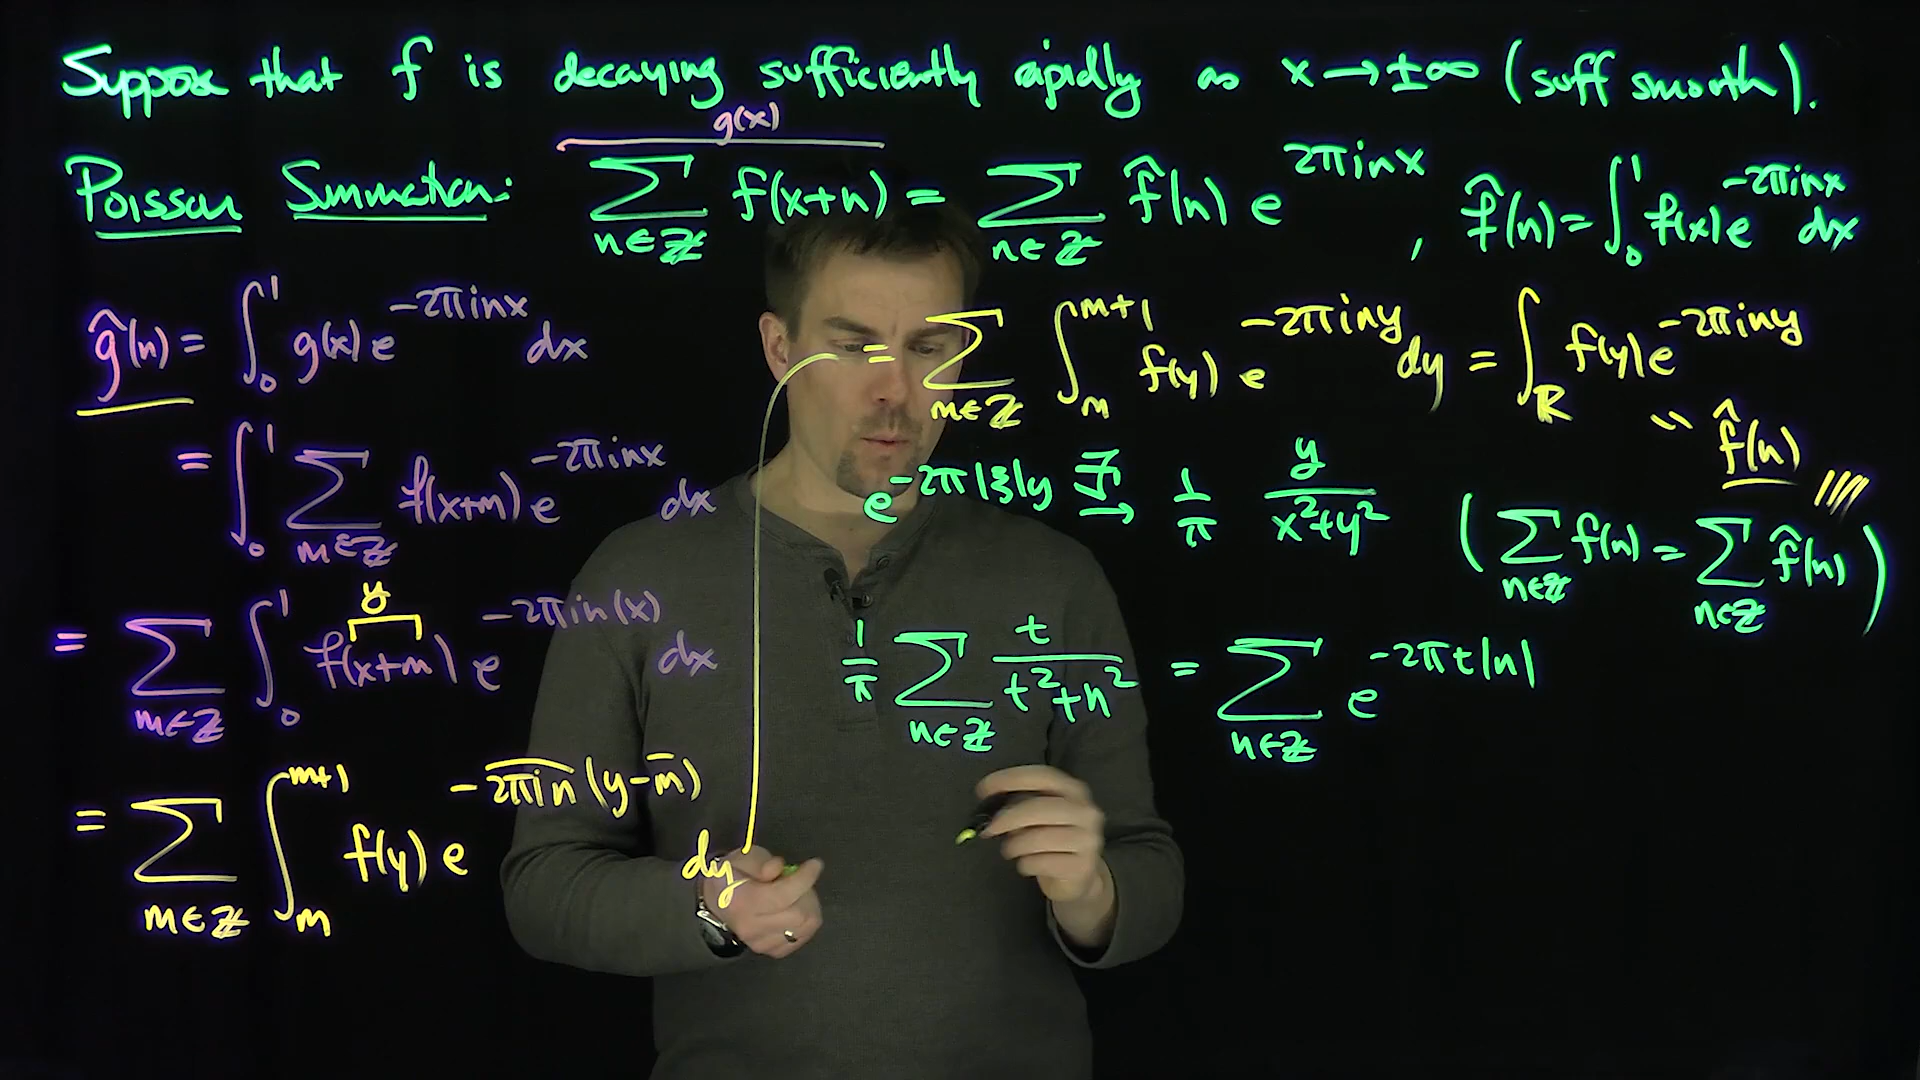 Suppose that f is decaying sufficiently rapidly as x → ±∞ (suff smooth).
g(x)
Poisson Summation: ∑_{n∈ℤ} f(x+n) = ∑_{n∈ℤ} f̂(n) e^{2πinx}, f̂(n) = ∫_0^1 f(x) e^{-2πinx} dx
ĝ(n) = ∫_0^1 g(x) e^{-2πinx} dx
= ∫_0^1 ∑_{m∈ℤ} f(x+m) e^{-2πinx} dx
y
= ∑_{m∈ℤ} ∫_0^1 f(x+m) e^{-2πin(x)} dx
= ∑_{m∈ℤ} ∫_m^{m+1} f(y) e^{-2πin(y-m)} dy
= ∑_{m∈ℤ} ∫_m^{m+1} f(y) e^{-2πiny} dy = ∫_ℝ f(y) e^{-2πiny}
" f̂(n) ////
e^{-2π|ξ|y} ℱ→ 1/π y/(x²+y²)
(∑_{n∈ℤ} f(n) = ∑_{n∈ℤ} f̂(n))
1/π ∑_{n∈ℤ} t/(t²+n²) = ∑_{n∈ℤ} e^{-2πt|n|}